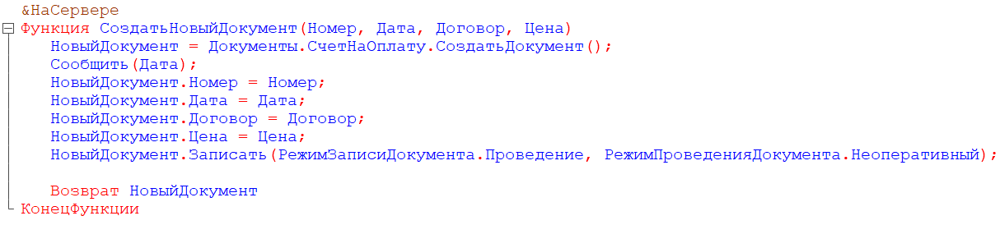 &НаСервере
Функция СоздатьНовыйДокумент(Номер, Дата, Договор, Цена)
НовыйДокумент = Документы.СчетНаОплату.СоздатьДокумент();
Сообщить(Дата);
НовыйДокумент.Номер = Номер;
НовыйДокумент.Дата = Дата;
НовыйДокумент.Договор = Договор;
НовыйДокумент.Цена = Цена;
НовыйДокумент.Записать(РежимЗаписиДокумента.Проведение, РежимПроведенияДокумента.Неоперативный);
Возврат НовыйДокумент
КонецФункции